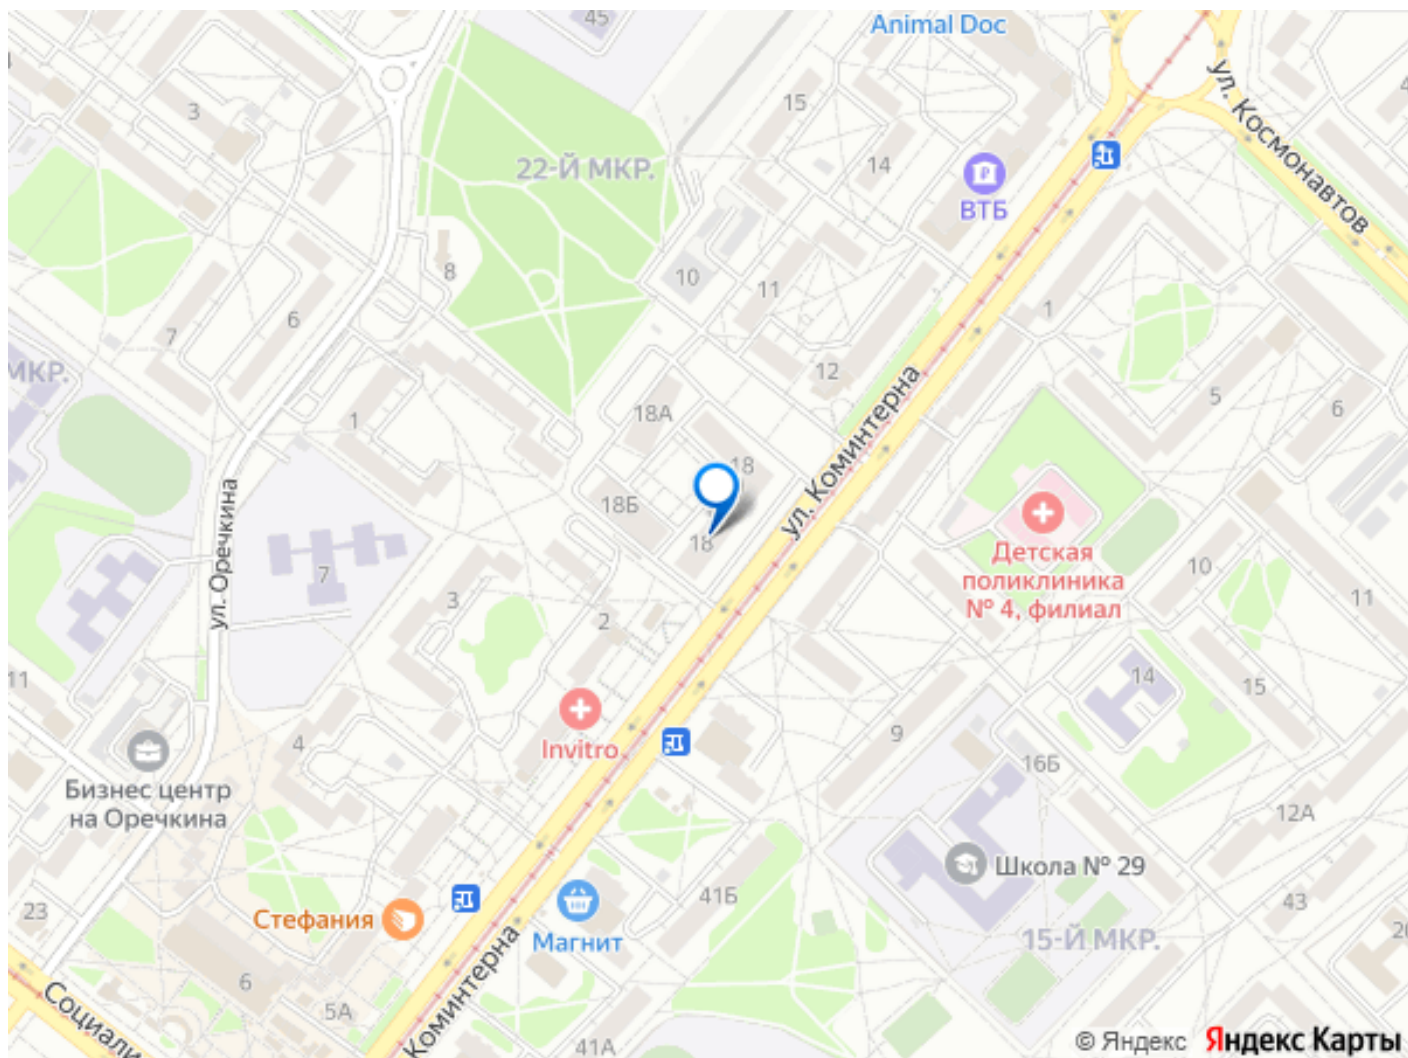 45
Animal Doc
3
15
ул. Космонавтов
22-Й МКР.
14
ВТБ
8
10
11
6
7
1
12
МКР.
5
6
1
18А
ул. Коминтерна
18
18Б
18
ул. Оречкина
7
Детская
поликлиника
№ 4, филиал
10
11
3
2
14
15
11
4
Invitro
9
16Б
Бизнес центр
на Оречкина
12А
Школа № 29
41Б
43
23
Стефания
Магнит
15-Й МКР.
20
6
5А
Коминтерна
Социали
41А
© Яндекс Яндекс Карты